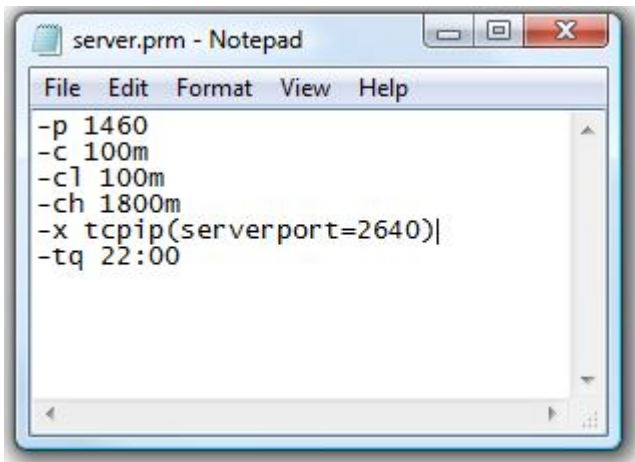 server.prm - Notepad
File Edit Format View Help
-p 1460
-c 100m
-cl 100m
-ch 1800m
-x tcpip(serverport=2640)
-tq 22:00